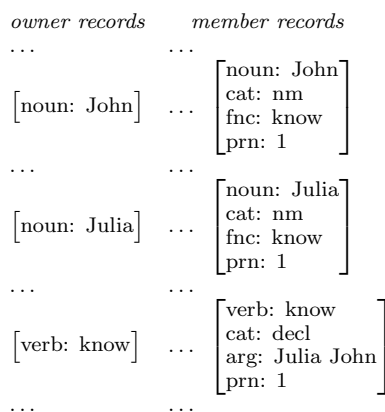 owner records member records
... ...
[noun: John] ... [noun: John
cat: nm
fnc: know
prn: 1]
... ...
[noun: Julia] ... [noun: Julia
cat: nm
fnc: know
prn: 1]
... ...
[verb: know] ... [verb: know
cat: decl
arg: Julia John
prn: 1]
... ...